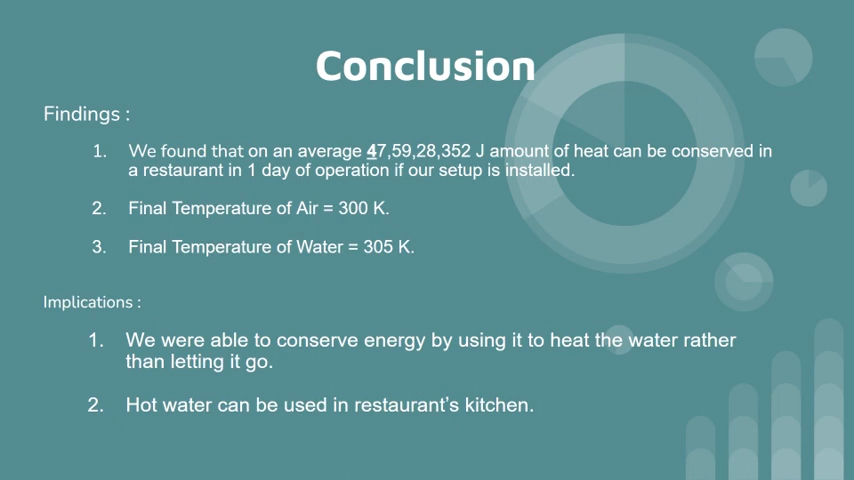 Conclusion
Findings :
1. We found that on an average 47,59,28,352 J amount of heat can be conserved in
a restaurant in 1 day of operation if our setup is installed.
2. Final Temperature of Air = 300 K.
3. Final Temperature of Water = 305 K.
Implications :
1. We were able to conserve energy by using it to heat the water rather
than letting it go.
2. Hot water can be used in restaurant’s kitchen.